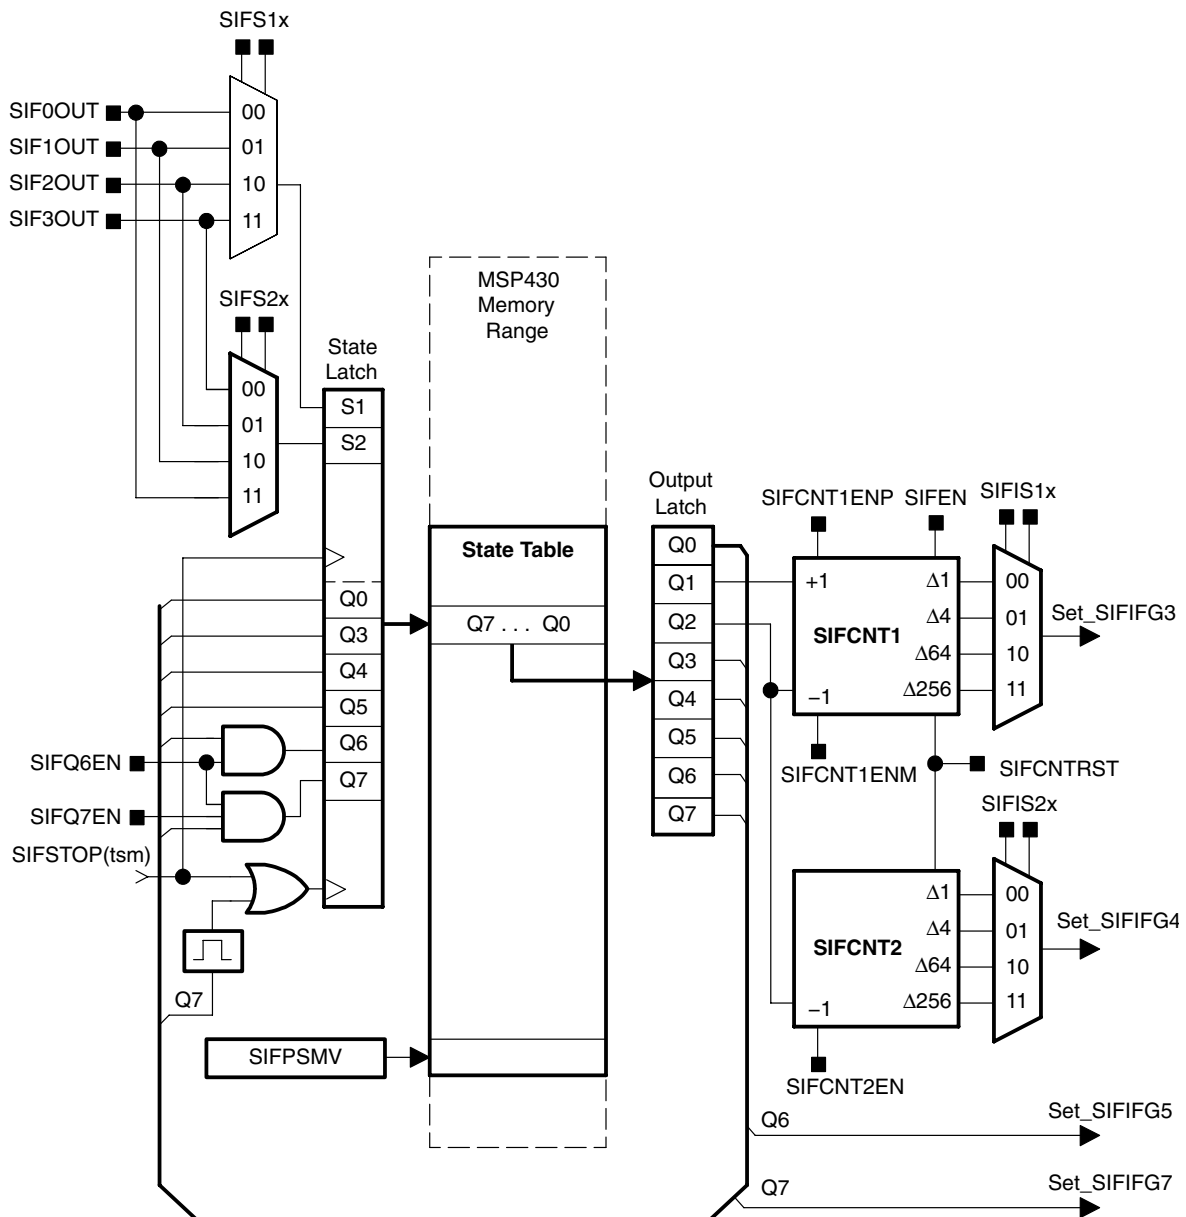 SIFS1x
SIF0OUT
SIF1OUT
SIF2OUT
SIF3OUT
00
01
10
11
SIFS2x
00
01
10
11
State
Latch
S1
S2
Q0
Q3
Q4
Q5
Q6
Q7
SIFQ6EN
SIFQ7EN
SIFSTOP(tsm)
Q7
SIFPSMV
MSP430
Memory
Range
State Table
Q7 . . . Q0
Output
Latch
Q0
Q1
Q2
Q3
Q4
Q5
Q6
Q7
SIFCNT1ENP
SIFEN
SIFIS1x
+1
−1
SIFCNT1
Δ1
Δ4
Δ64
Δ256
00
01
10
11
Set_SIFIFG3
SIFCNT1ENM
SIFCNTRST
SIFIS2x
SIFCNT2
−1
Δ1
Δ4
Δ64
Δ256
00
01
10
11
Set_SIFIFG4
SIFCNT2EN
Q6
Set_SIFIFG5
Q7
Set_SIFIFG7